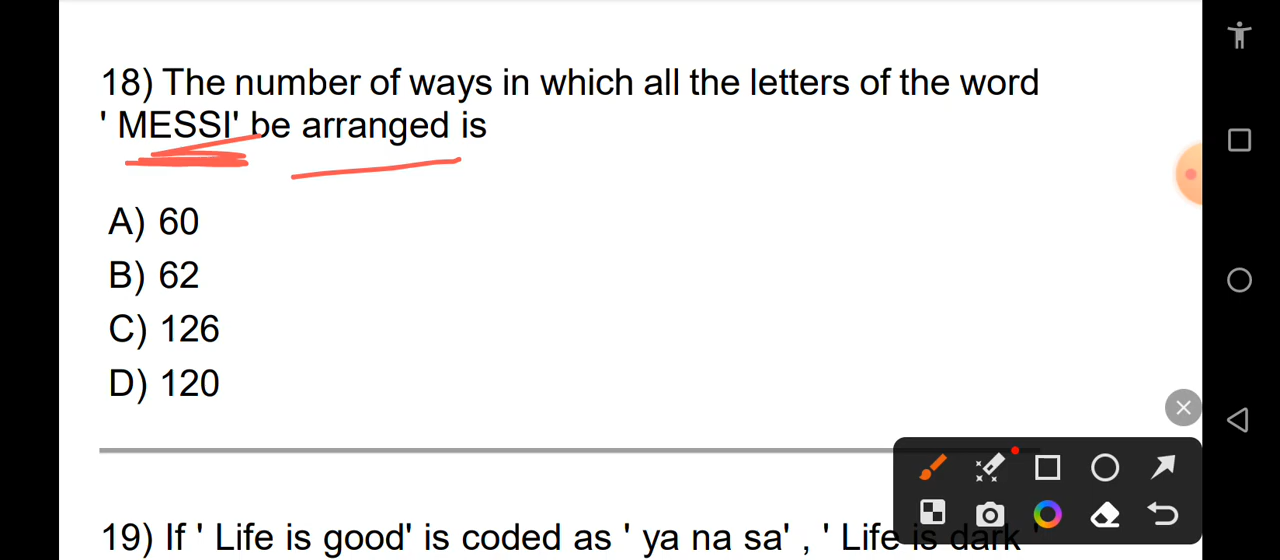 18) The number of ways in which all the letters of the word
' MESSI' be arranged is
A) 60
B) 62
C) 126
D) 120
19) If ' Life is good' is coded as ' ya na sa' , ' Life is dark '